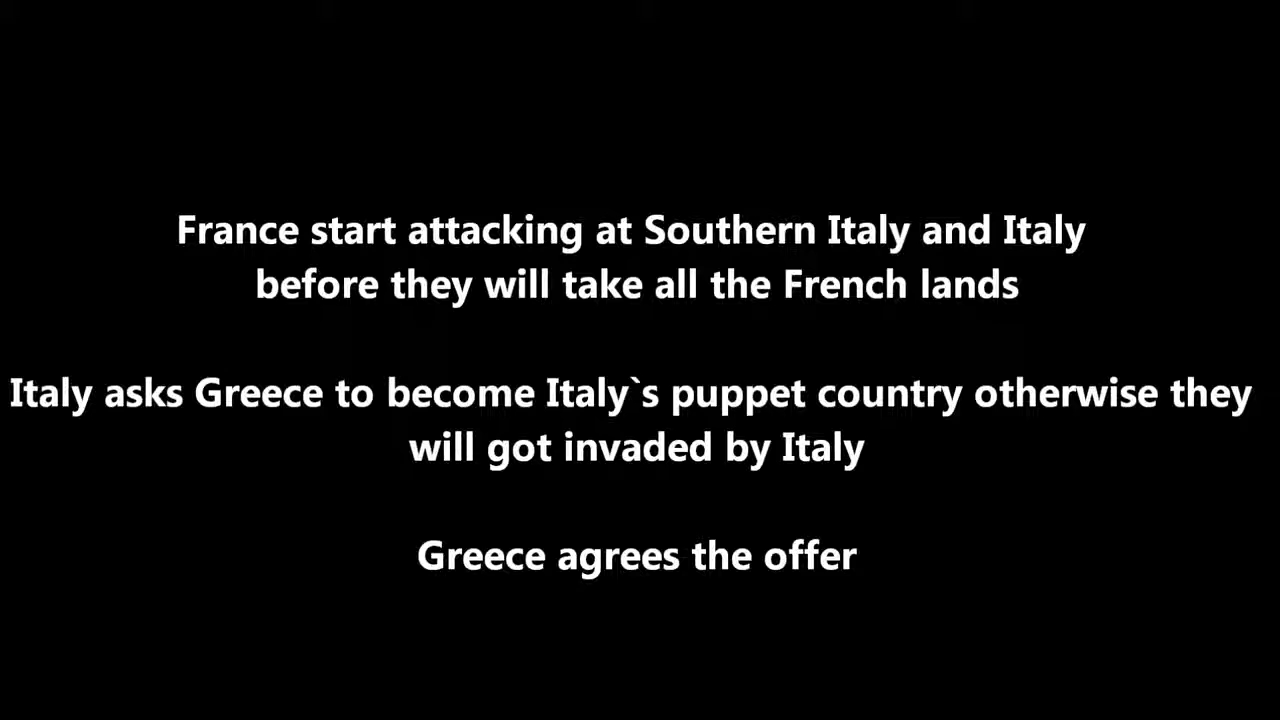 France start attacking at Southern Italy and Italy
before they will take all the French lands
Italy asks Greece to become Italy`s puppet country otherwise they
will got invaded by Italy
Greece agrees the offer